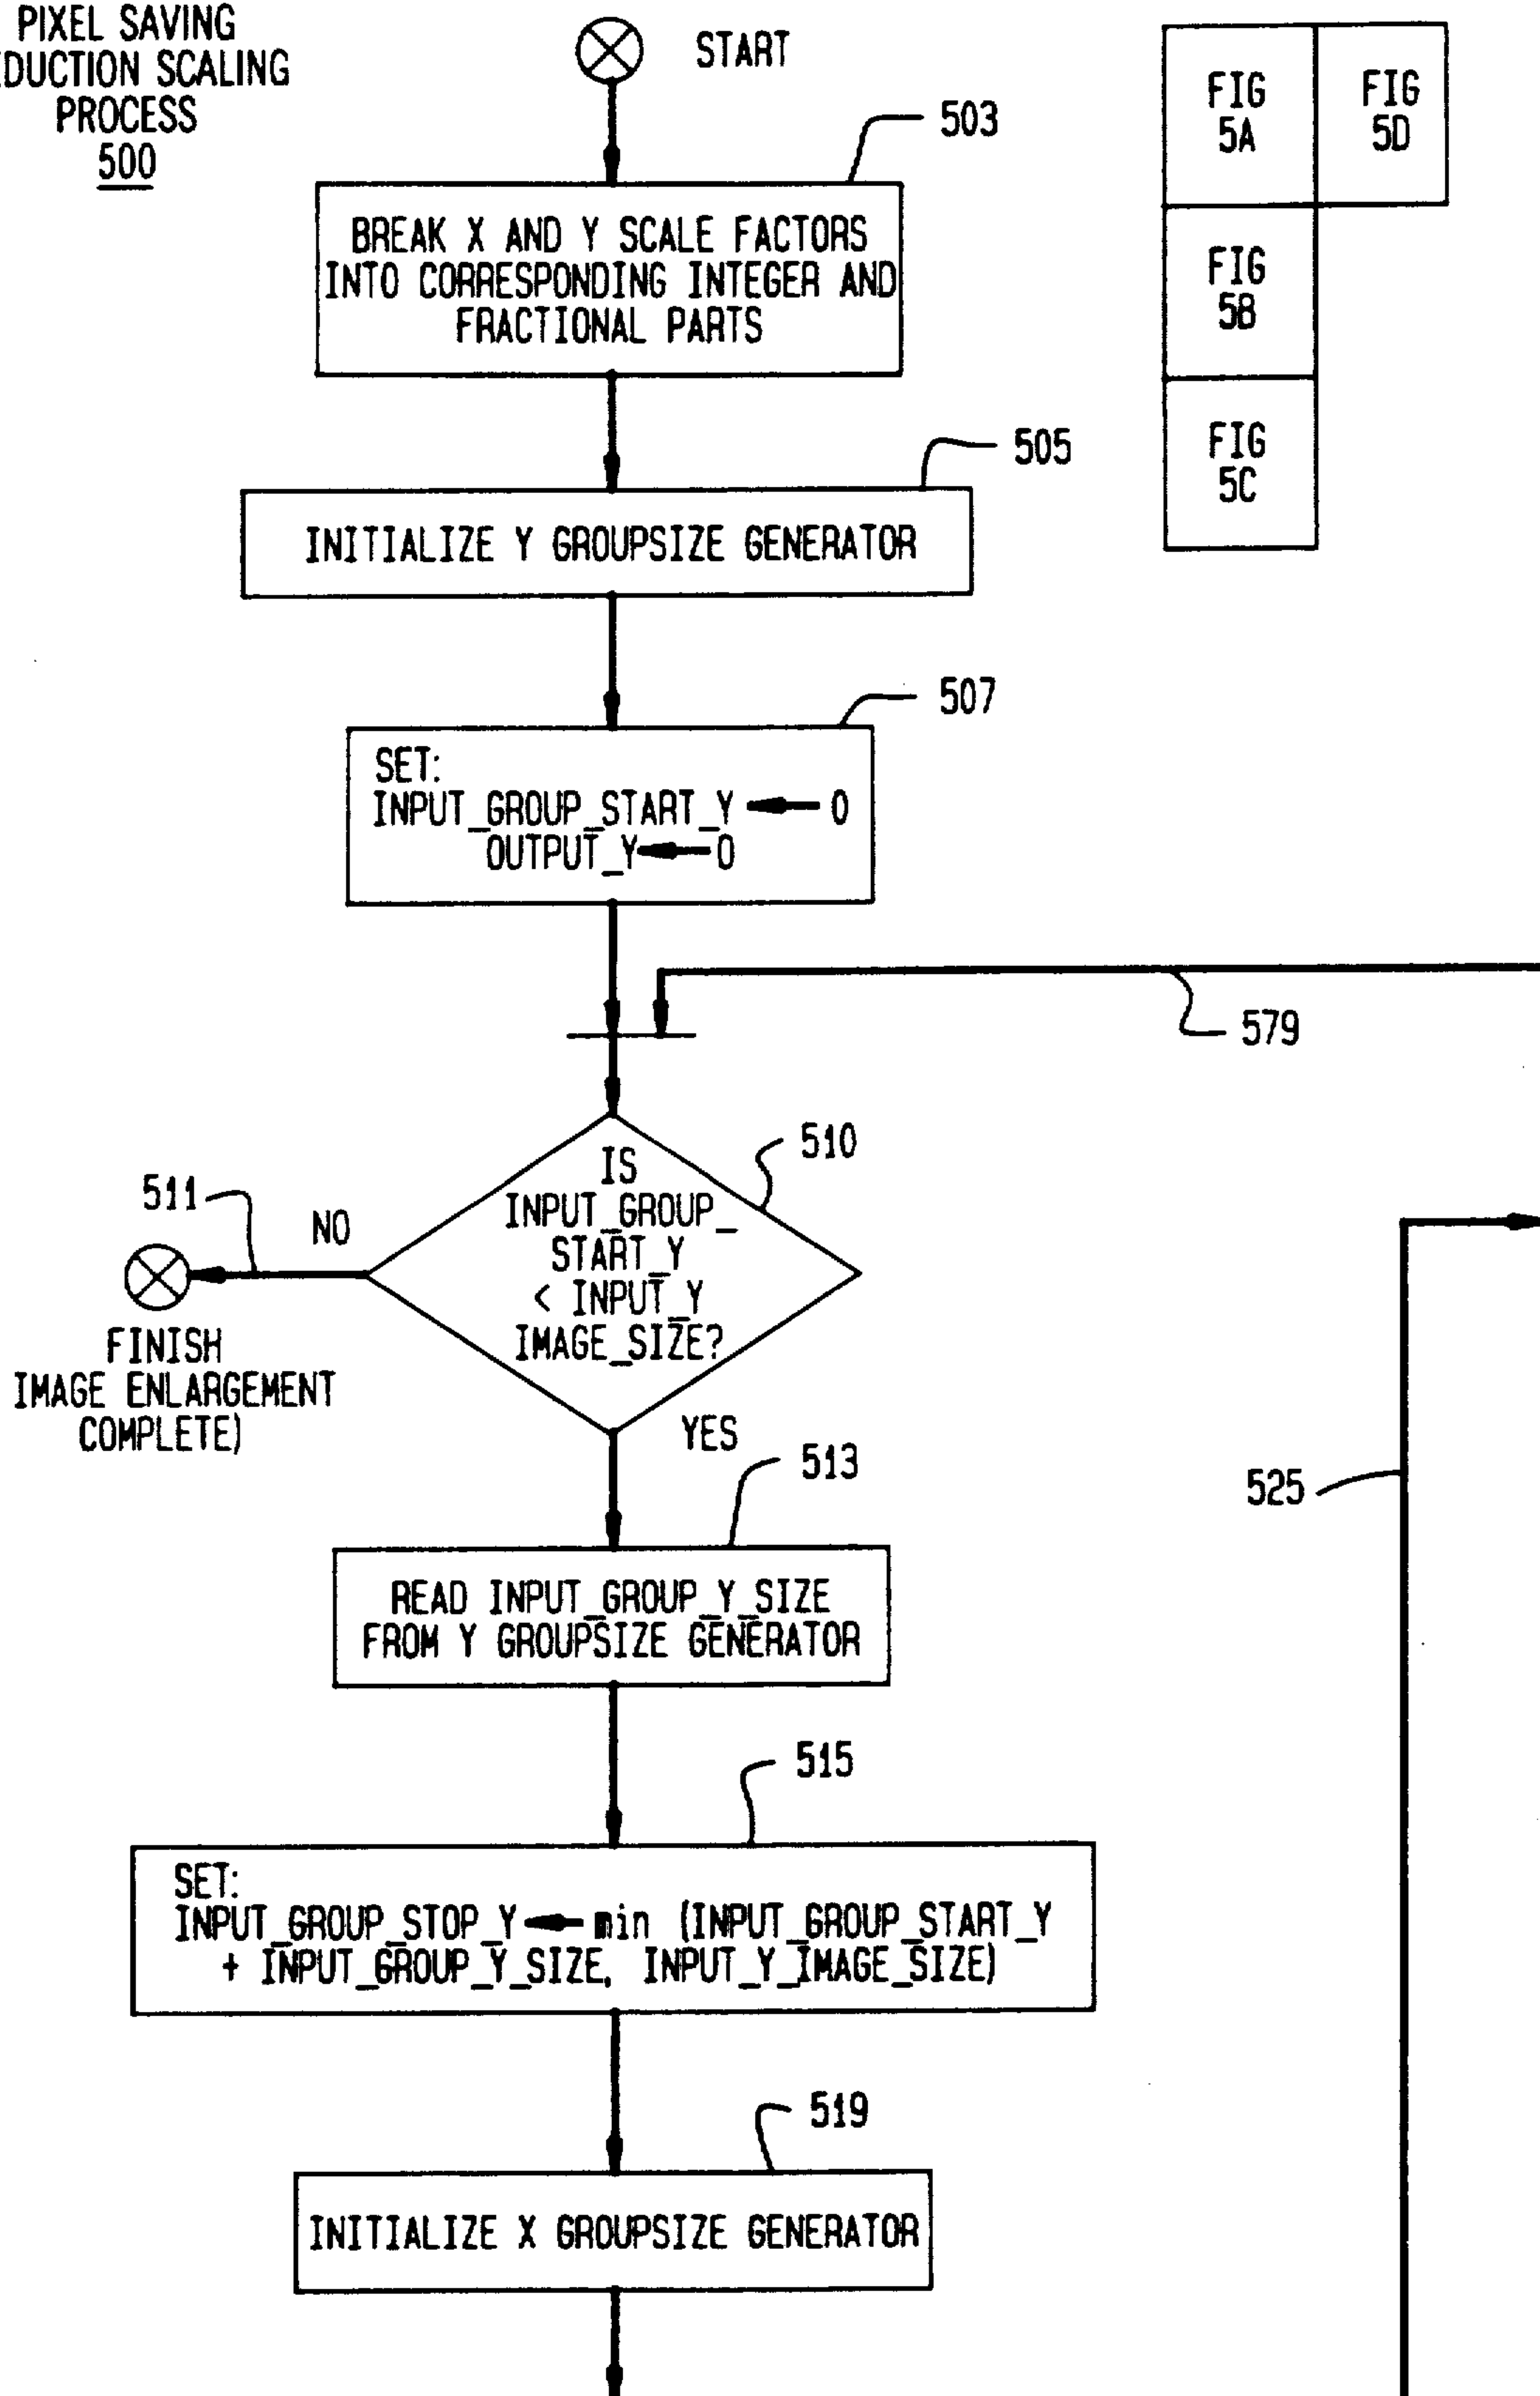 PIXEL SAVING
EDUCTION SCALING
PROCESS
500
START
FIG
5A
FIG
5D
FIG
5B
FIG
5C
503
BREAK X AND Y SCALE FACTORS
INTO CORRESPONDING INTEGER AND
FRACTIONAL PARTS
505
INITIALIZE Y GROUPSIZE GENERATOR
507
SET:
INPUT_GROUP_START_Y ← 0
OUTPUT_Y ← 0
579
510
IS
INPUT_GROUP_
START_Y
< INPUT_Y
IMAGE_SIZE?
511
NO
FINISH
IMAGE ENLARGEMENT
COMPLETE)
YES
513
525
READ INPUT_GROUP_Y_SIZE
FROM Y GROUPSIZE GENERATOR
515
SET:
INPUT_GROUP_STOP_Y ← min (INPUT_GROUP_START_Y
+ INPUT_GROUP_Y_SIZE, INPUT_Y_IMAGE_SIZE)
519
INITIALIZE X GROUPSIZE GENERATOR